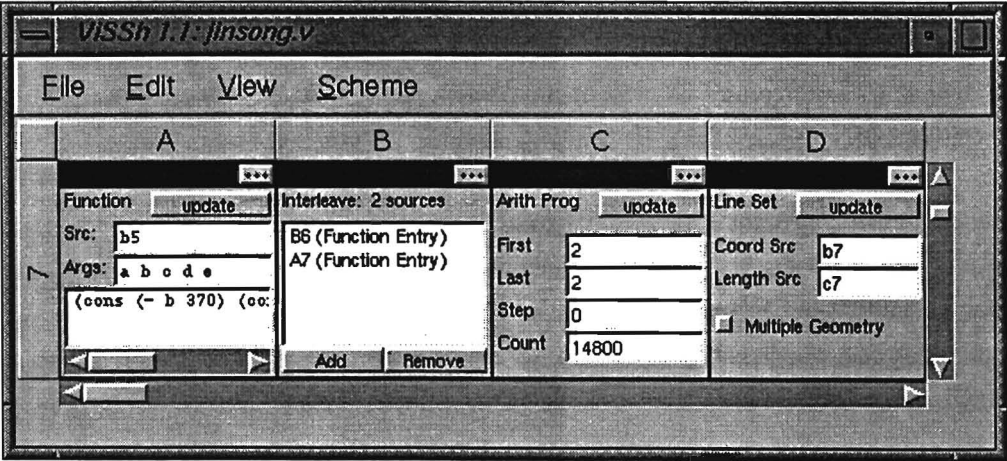 ViSSh 1.1: jinsong.v
File Edit View Scheme
A B C D
7
Function update
Src: b5
Args: a b c d e
(cons (- b 370) (co
Interleave: 2 sources
B6 (Function Entry)
A7 (Function Entry)
Add Remove
Arith Prog update
First 2
Last 2
Step 0
Count 14800
Line Set update
Coord Src b7
Length Src c7
Multiple Geometry